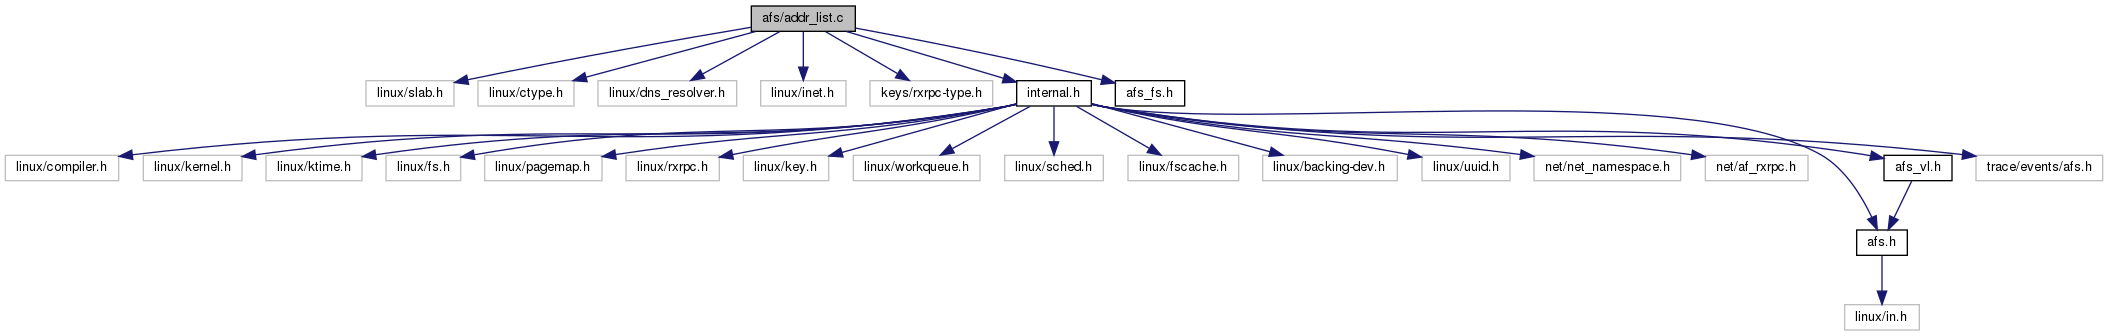 afs/addr_list.c
linux/slab.h
linux/ctype.h
linux/dns_resolver.h
linux/inet.h
keys/rxrpc-type.h
internal.h
afs_fs.h
linux/compiler.h
linux/kernel.h
linux/ktime.h
linux/fs.h
linux/pagemap.h
linux/rxrpc.h
linux/key.h
linux/workqueue.h
linux/sched.h
linux/fscache.h
linux/backing-dev.h
linux/uuid.h
net/net_namespace.h
net/af_rxrpc.h
afs_vl.h
trace/events/afs.h
afs.h
linux/in.h